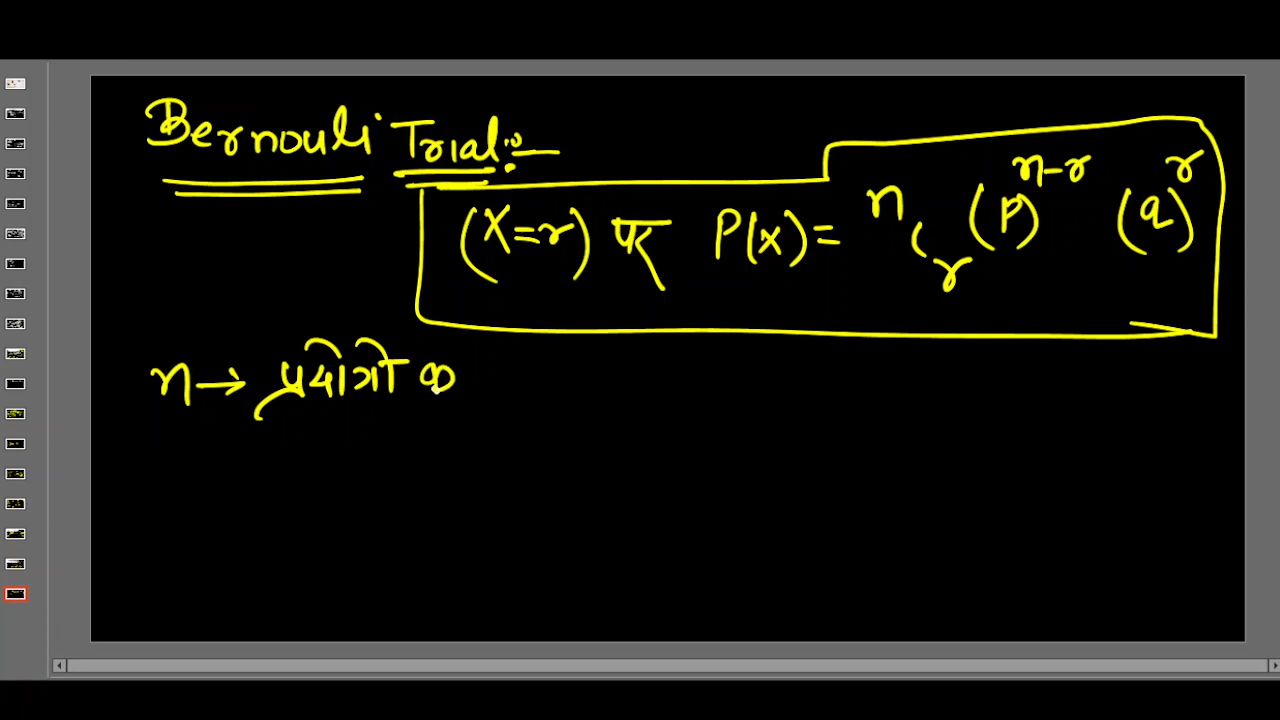 Bernouli Trial:-
(X=r) पर P(x)= ⁿCᵣ (P)ⁿ⁻ʳ (q)ʳ
n → प्रयोगो क